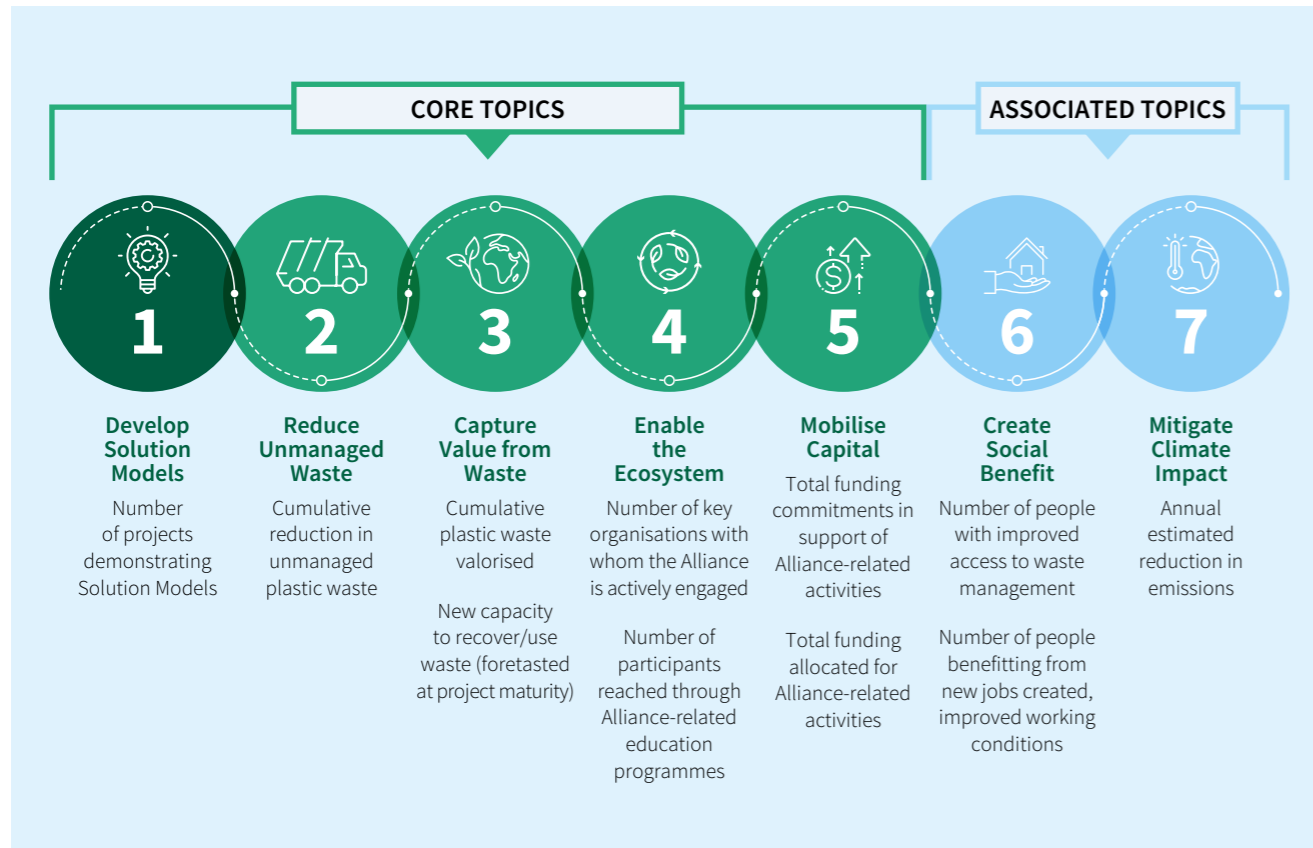 CORE TOPICS
ASSOCIATED TOPICS
1
2
3
4
$
5
6
7
Develop
Solution
Models
Number
of projects
demonstrating
Solution Models
Reduce
Unmanaged
Waste
Cumulative
reduction in
unmanaged
plastic waste
Capture
Value from
Waste
Cumulative
plastic waste
valorised
New capacity
to recover/use
waste (foretasted
at project maturity)
Enable
the
Ecosystem
Number of key
organisations with
whom the Alliance
is actively engaged
Number of
participants
reached through
Alliance-related
education
programmes
Mobilise
Capital
Total funding
commitments in
support of
Alliance-related
activities
Total funding
allocated for
Alliance-related
activities
Create
Social
Benefit
Number of people
with improved
access to waste
management
Number of people
benefitting from
new jobs created,
improved working
conditions
Mitigate
Climate
Impact
Annual
estimated
reduction in
emissions